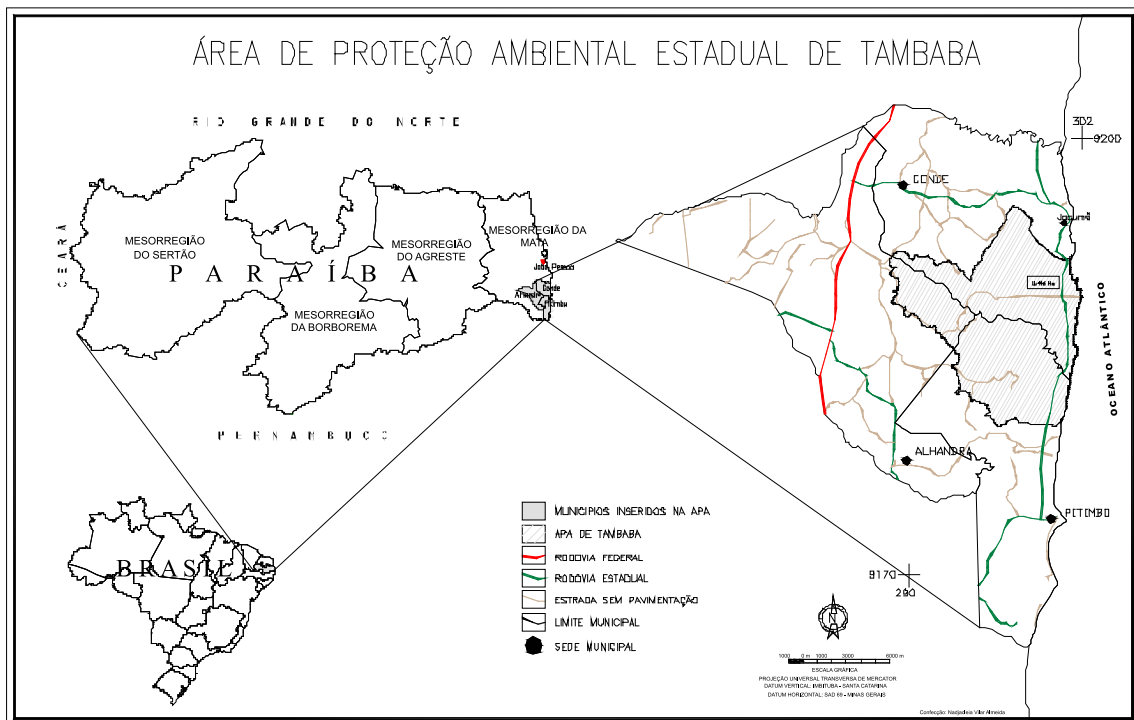 ÁREA DE PROTEÇÃO AMBIENTAL ESTADUAL DE TAMBABA
RIO GRANDE DO NORTE
CEARÁ
MESORREGIÃO
DO SERTÃO
MESORREGIÃO
DO AGRESTE
MESORREGIÃO DA
MATA
PARAÍBA
MESORREGIÃO
DA BORBOREMA
João Pessoa
Conde
Alhandra
Pitimbu
PERNAMBUCO
BRASIL
302
9200
CONDE
Jacumã
OCEANO ATLÂNTICO
ALHANDRA
PITIMBU
9170
280
MUNICIPIOS INSERIDOS NA APA
APA DE TAMBABA
RODOVIA FEDERAL
RODOVIA ESTADUAL
ESTRADA SEM PAVIMENTAÇÃO
LIMITE MUNICIPAL
SEDE MUNICIPAL
N
1000 0 m 1000 3000 6000 m
ESCALA GRÁFICA
PROJEÇÃO UNIVERSAL TRANSVERSA DE MERCATOR
DATUM VERTICAL: IMBITUBA - SANTA CATARINA
DATUM HORIZONTAL: SAD 69 - MINAS GERAIS
Confecção: Nadjacleia Vilar Almeida